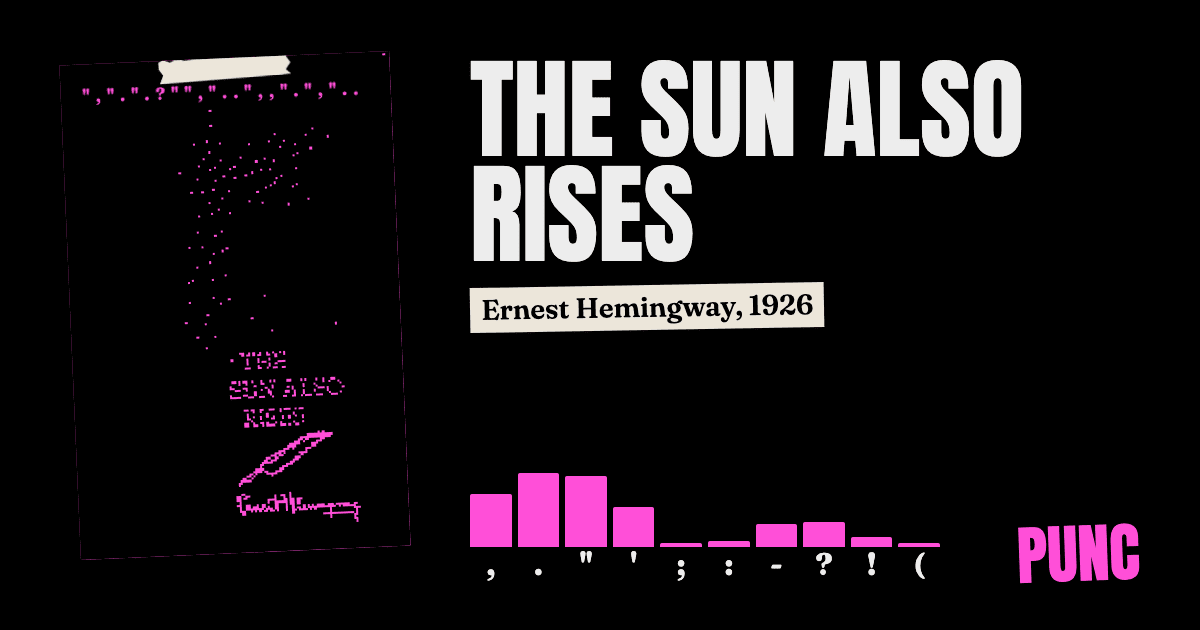 ","."."?"","..",,".","..
THE
SUN ALSO
RISES
THE SUN ALSO
RISES
Ernest Hemingway, 1926
, . " ' ; : - ? ! (
PUNC